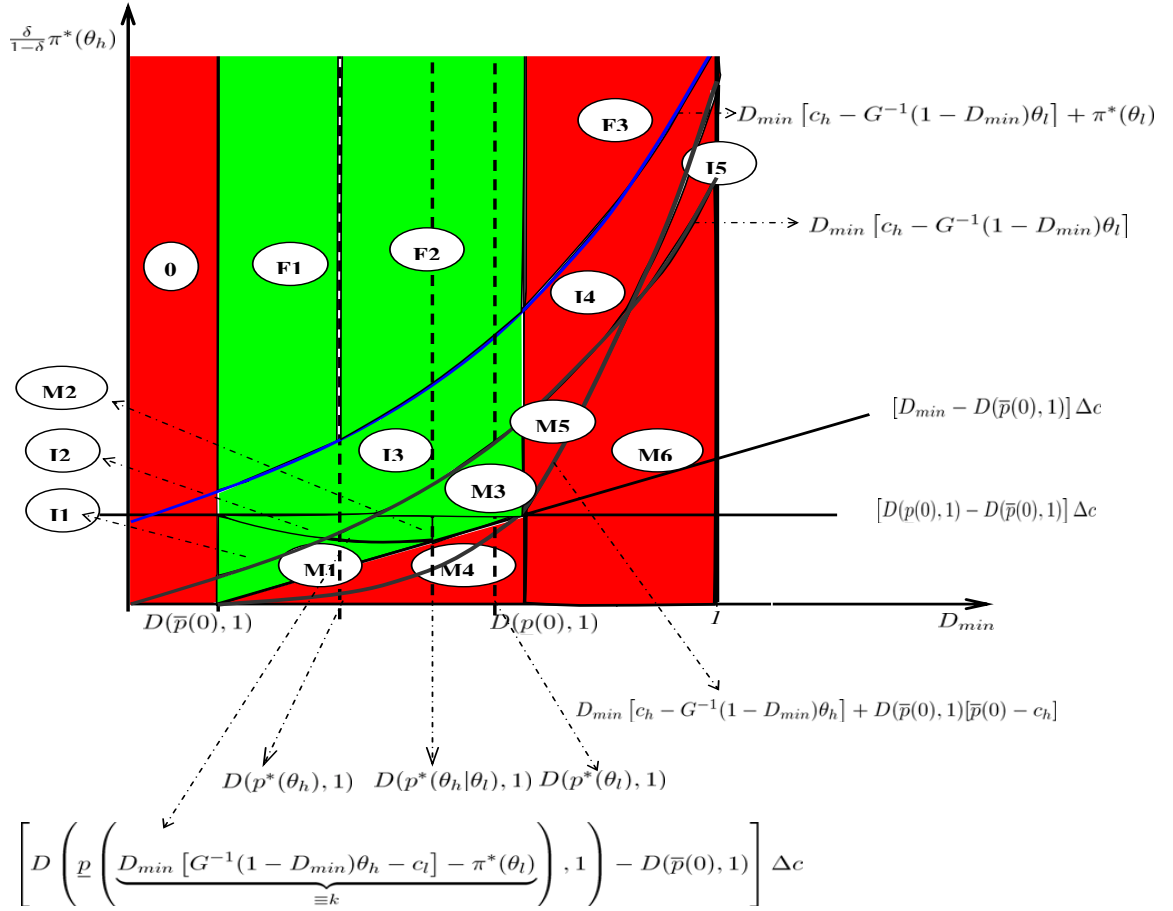 δ/(1−δ) π*(θ_h)
D_min [c_h − G⁻¹(1 − D_min)θ_l] + π*(θ_l)
F3
I5
D_min [c_h − G⁻¹(1 − D_min)θ_l]
0
F1
F2
I4
M2
[D_min − D(p̅(0), 1)] Δc
M5
I3
M6
I2
M3
I1
[D(p̲(0), 1) − D(p̅(0), 1)] Δc
M1
M4
D(p̅(0), 1)
D(p̲(0), 1)
1
D_min
D_min [c_h − G⁻¹(1 − D_min)θ_h] + D(p̅(0), 1)[p̅(0) − c_h]
D(p*(θ_h), 1)
D(p*(θ_h|θ_l), 1)
D(p*(θ_l), 1)
[D(p̲(D_min [G⁻¹(1 − D_min)θ_h − c_l] − π*(θ_l)), 1) − D(p̅(0), 1)] Δc
≡k